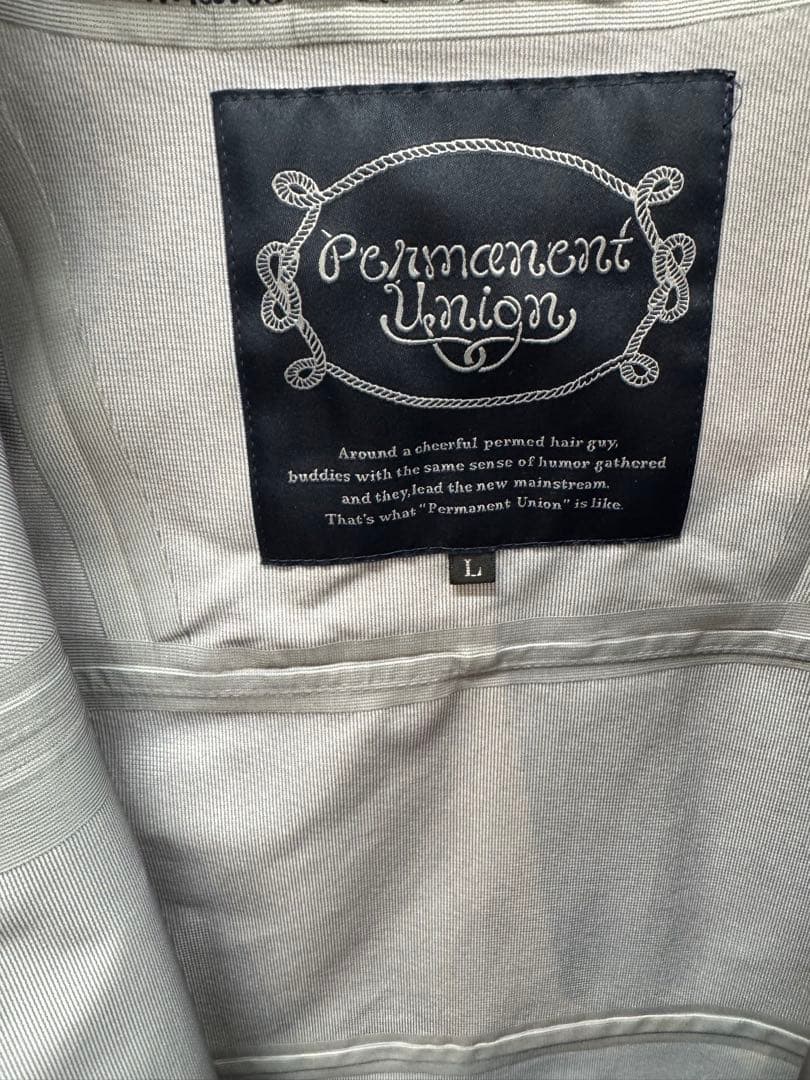 Permanent
Union
Around a cheerful permed hair guy,
buddies with the same sense of humor gathered
and they,lead the new mainstream.
That's what "Permanent Union" is like.
L